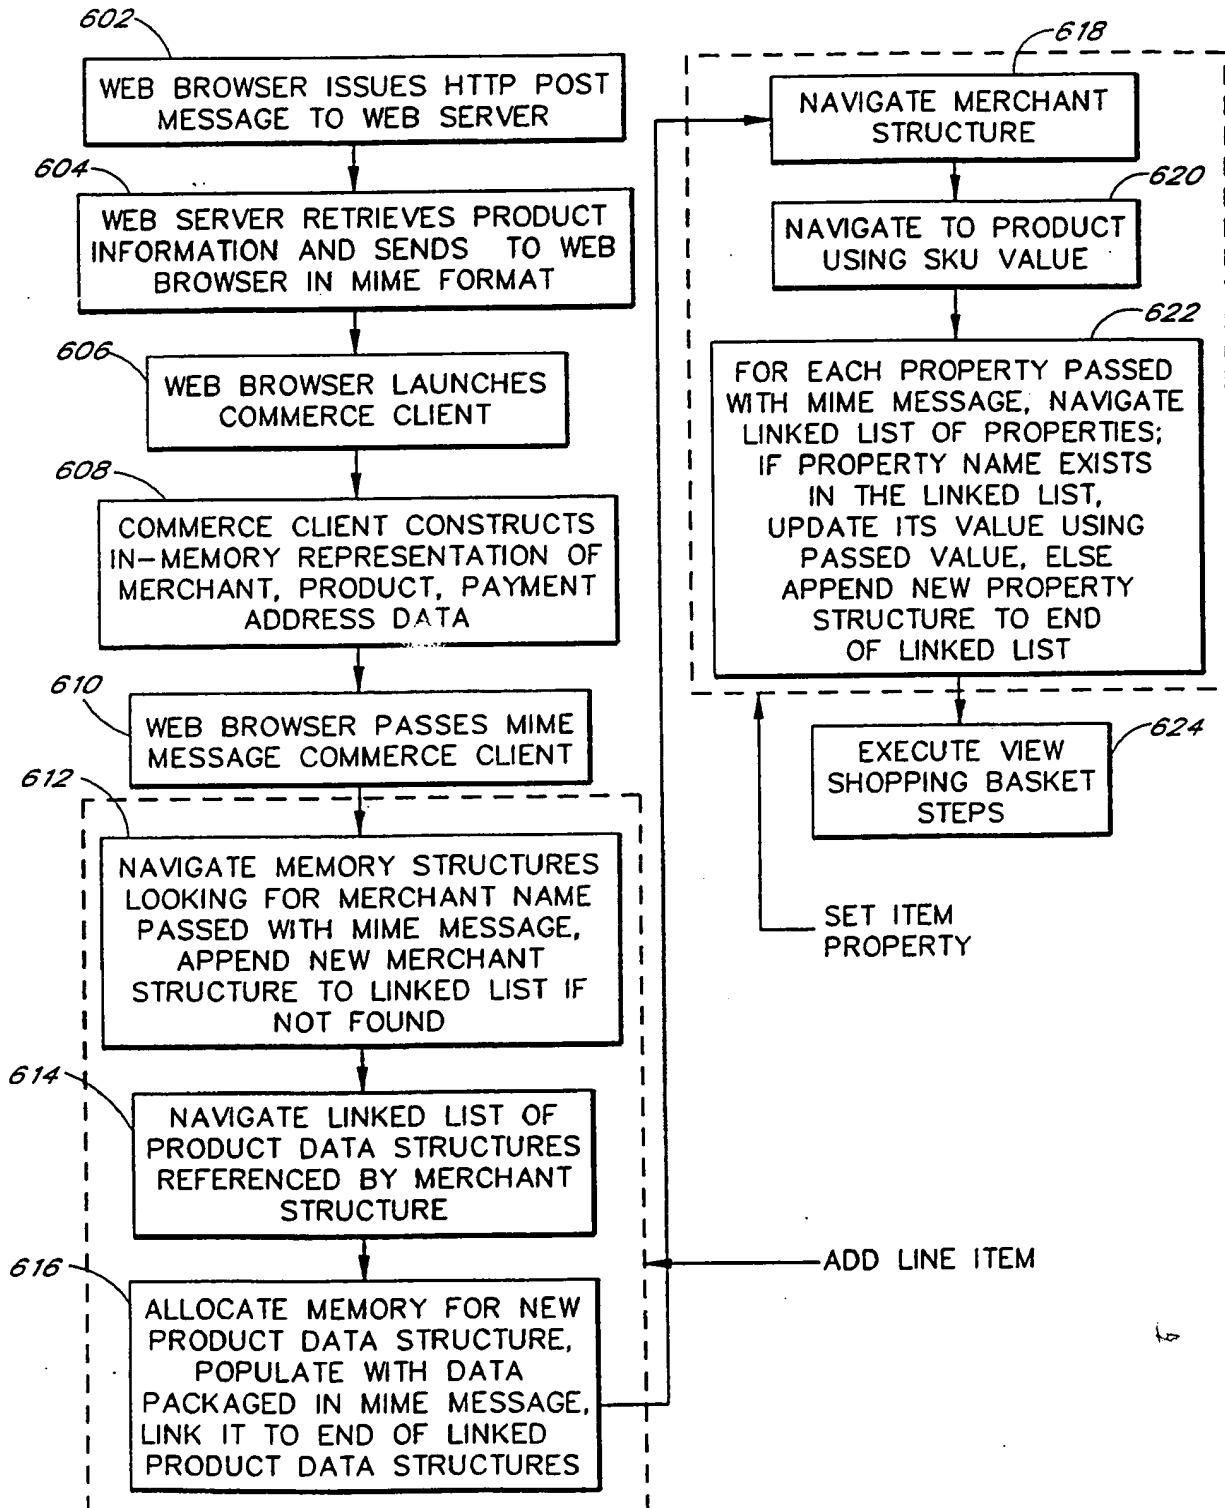 602
WEB BROWSER ISSUES HTTP POST
MESSAGE TO WEB SERVER
604
WEB SERVER RETRIEVES PRODUCT
INFORMATION AND SENDS TO WEB
BROWSER IN MIME FORMAT
606
WEB BROWSER LAUNCHES
COMMERCE CLIENT
608
COMMERCE CLIENT CONSTRUCTS
IN-MEMORY REPRESENTATION OF
MERCHANT, PRODUCT, PAYMENT
ADDRESS DATA
610
WEB BROWSER PASSES MIME
MESSAGE COMMERCE CLIENT
612
NAVIGATE MEMORY STRUCTURES
LOOKING FOR MERCHANT NAME
PASSED WITH MIME MESSAGE,
APPEND NEW MERCHANT
STRUCTURE TO LINKED LIST IF
NOT FOUND
614
NAVIGATE LINKED LIST OF
PRODUCT DATA STRUCTURES
REFERENCED BY MERCHANT
STRUCTURE
616
ALLOCATE MEMORY FOR NEW
PRODUCT DATA STRUCTURE,
POPULATE WITH DATA
PACKAGED IN MIME MESSAGE,
LINK IT TO END OF LINKED
PRODUCT DATA STRUCTURES
ADD LINE ITEM
618
NAVIGATE MERCHANT
STRUCTURE
620
NAVIGATE TO PRODUCT
USING SKU VALUE
622
FOR EACH PROPERTY PASSED
WITH MIME MESSAGE, NAVIGATE
LINKED LIST OF PROPERTIES;
IF PROPERTY NAME EXISTS
IN THE LINKED LIST,
UPDATE ITS VALUE USING
PASSED VALUE, ELSE
APPEND NEW PROPERTY
STRUCTURE TO END
OF LINKED LIST
624
EXECUTE VIEW
SHOPPING BASKET
STEPS
SET ITEM
PROPERTY